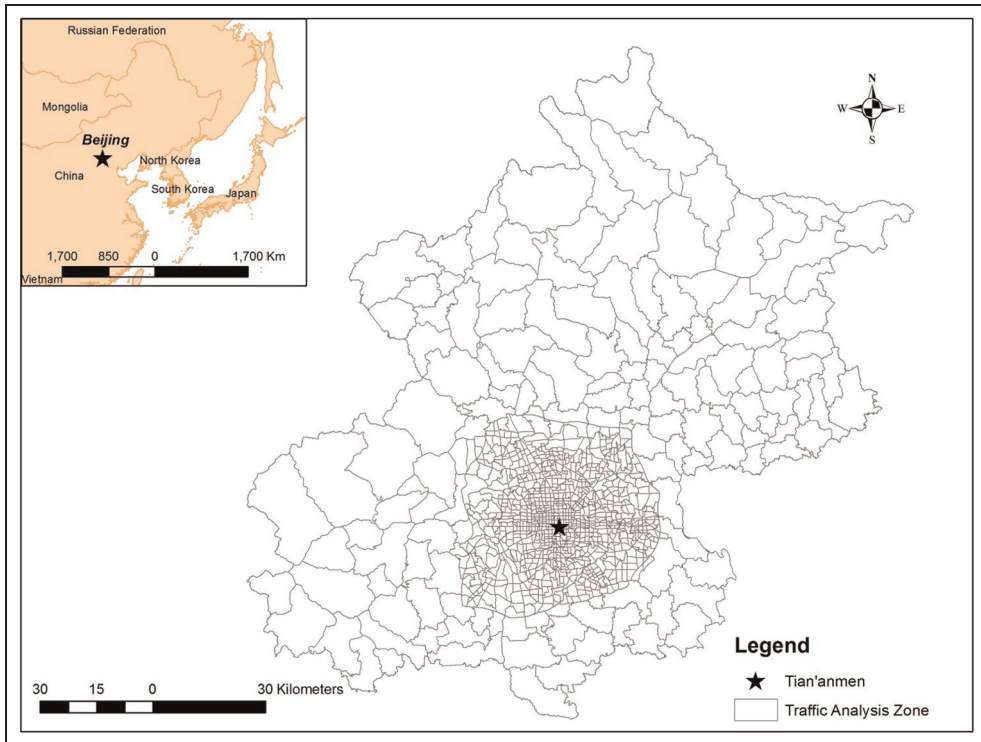 Russian Federation
Mongolia
Beijing
China
North Korea
South Korea
Japan
1,700 850 0 1,700 Km
Vietnam
N
W E
S
Legend
Tian'anmen
Traffic Analysis Zone
30 15 0 30 Kilometers